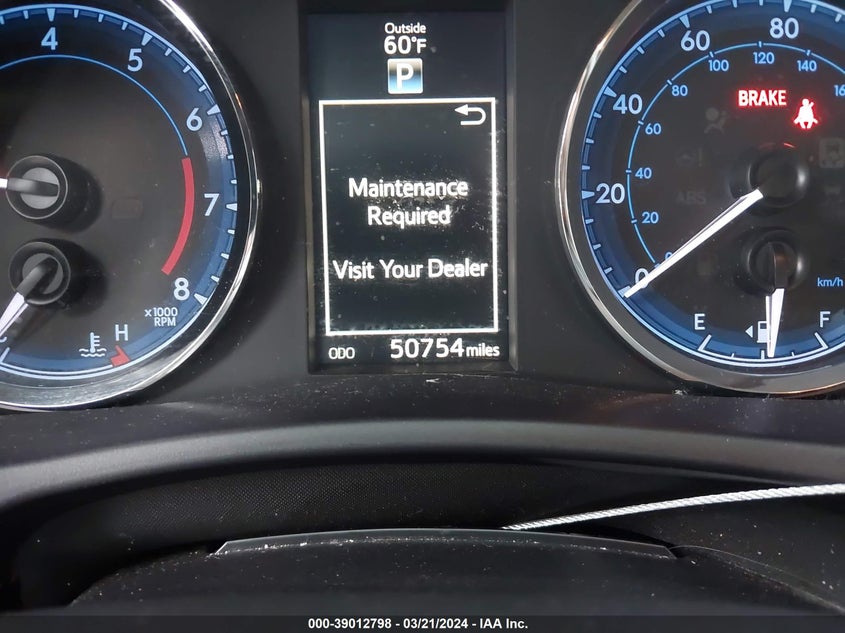 Outside
60°F
P
Maintenance
Required
Visit Your Dealer
ODO 50754 miles
4
5
6
7
8
x1000
RPM
H
0
20
40
60
80
20
40
60
80
100
120
140
BRAKE
ABS
km/h
E
F
000-39012798 - 03/21/2024 - IAA Inc.